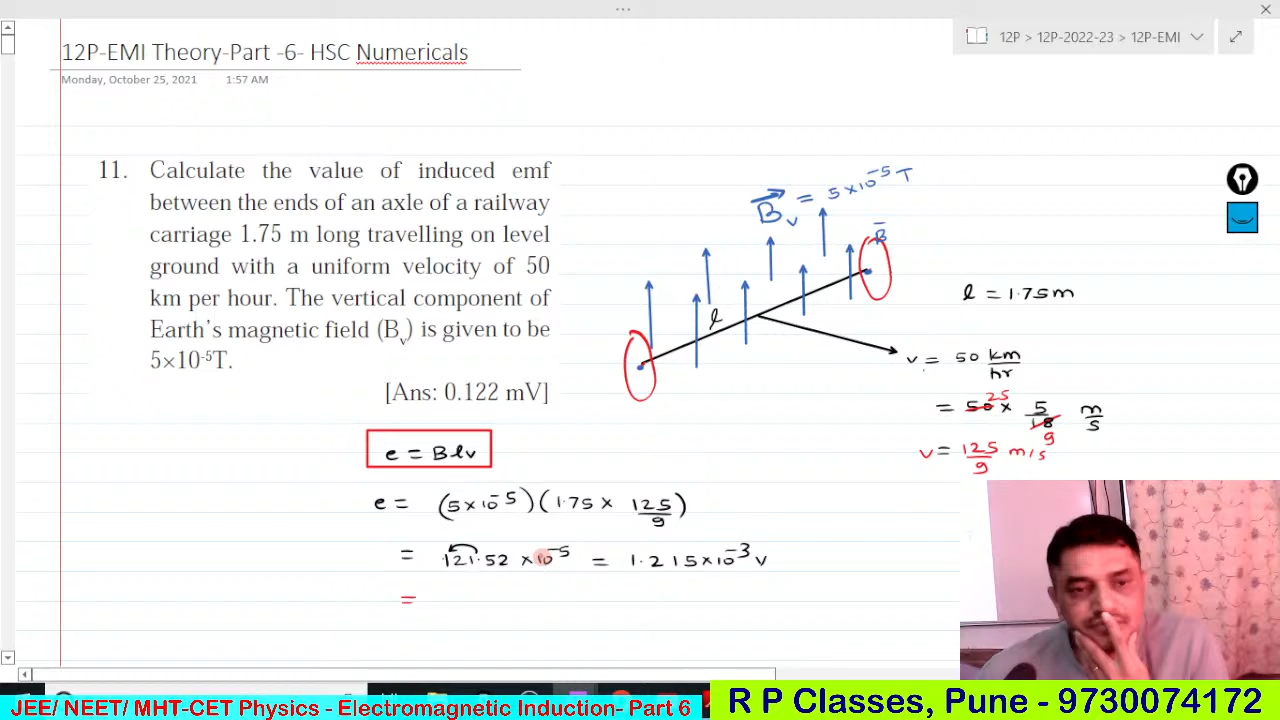 12P-EMI Theory-Part -6- HSC Numericals
Monday, October 25, 2021 1:57 AM
12P > 12P-2022-23 > 12P-EMI
11. Calculate the value of induced emf
between the ends of an axle of a railway
carriage 1.75 m long travelling on level
ground with a uniform velocity of 50
km per hour. The vertical component of
Earth's magnetic field (Bv) is given to be
5×10-5T.
[Ans: 0.122 mV]
Bv = 5×10⁻⁵ T
B
l
l = 1.75m
v = 50 km/hr
= 50 25 × 5/18 9 m/s
v = 125/9 m/s
e = Blv
e = (5×10⁻⁵)(1.75 × 125/9)
= 121.52 ×10⁻⁵ = 1.215×10⁻³ v
=
JEE/ NEET/ MHT-CET Physics - Electromagnetic Induction- Part 6
R P Classes, Pune - 9730074172